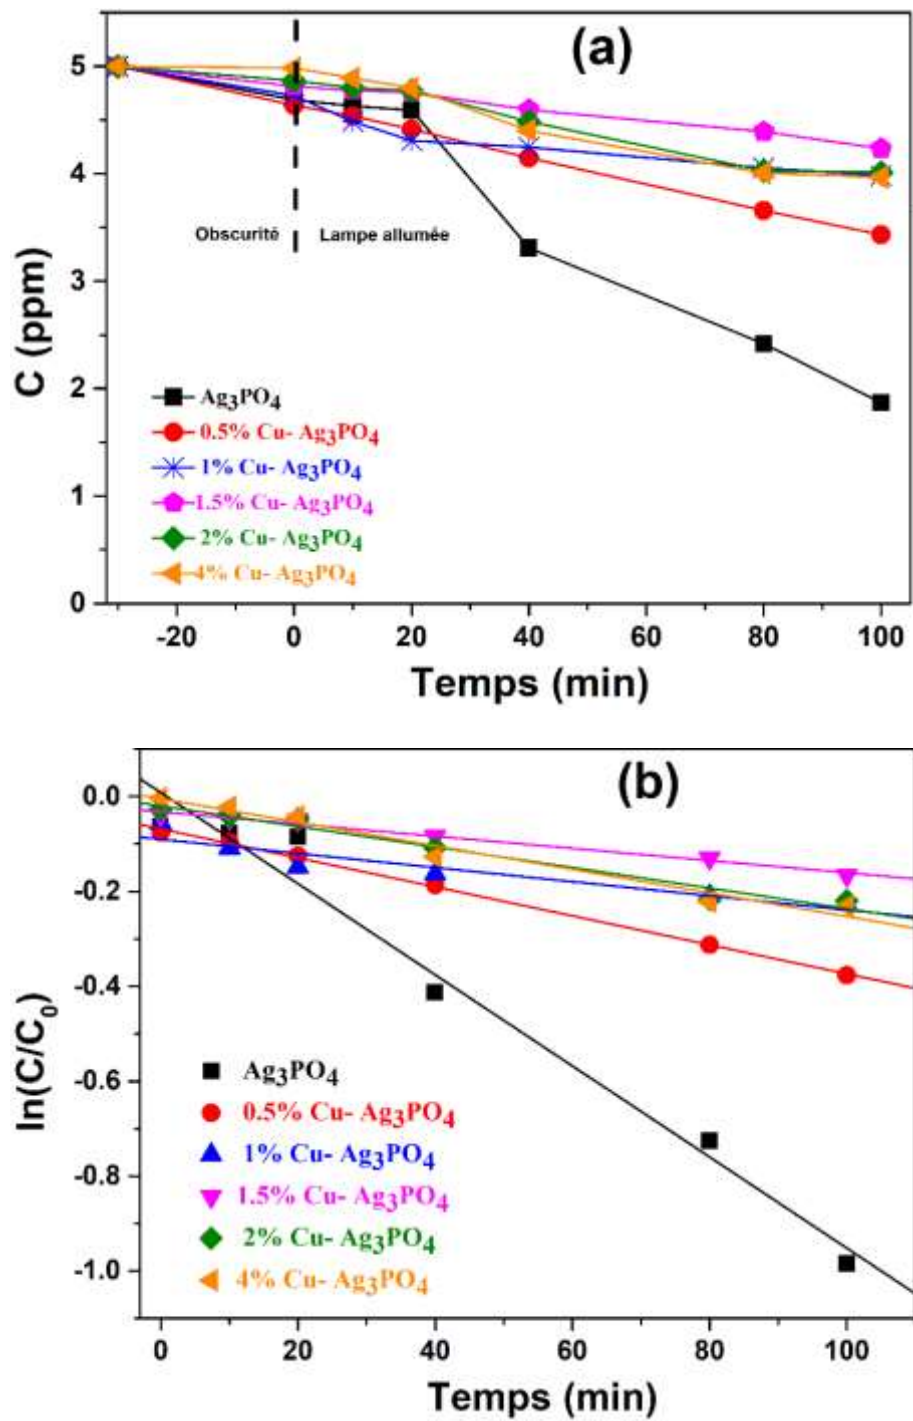 (a)
5
4
3
2
1
0
C (ppm)
Obscurité
Lampe allumée
Ag3PO4
0.5% Cu- Ag3PO4
1% Cu- Ag3PO4
1.5% Cu- Ag3PO4
2% Cu- Ag3PO4
4% Cu- Ag3PO4
-20 0 20 40 60 80 100
Temps (min)
(b)
0.0
-0.2
-0.4
-0.6
-0.8
-1.0
ln(C/C0)
Ag3PO4
0.5% Cu- Ag3PO4
1% Cu- Ag3PO4
1.5% Cu- Ag3PO4
2% Cu- Ag3PO4
4% Cu- Ag3PO4
0 20 40 60 80 100
Temps (min)